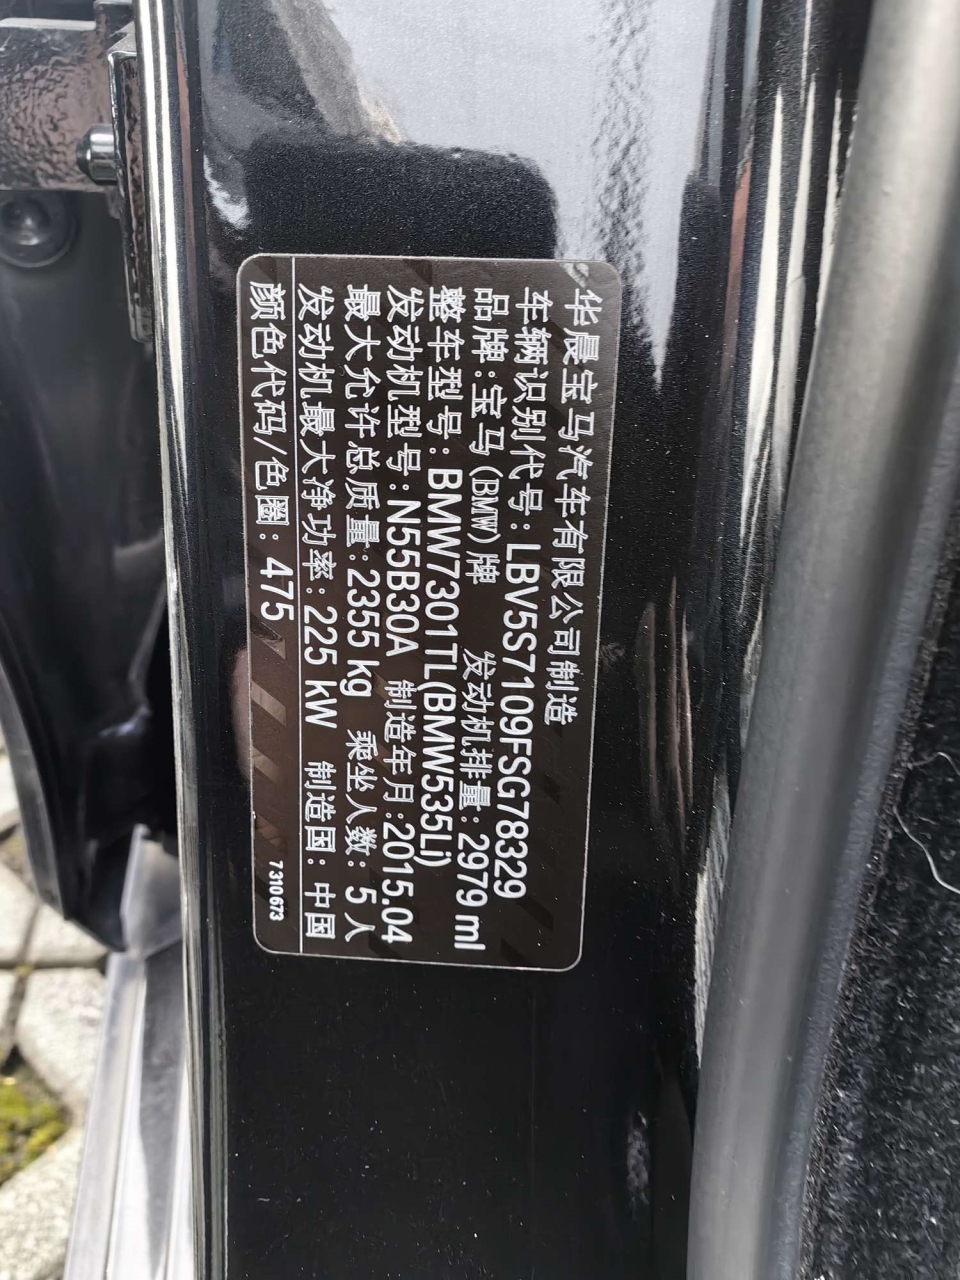 华晨宝马汽车有限公司制造
车辆识别代号:LBV5S7109FSG78329
品牌:宝马(BMW)牌 发动机排量:2979 ml
整车型号:BMW7301TL(BMW535Li)
发动机型号:N55B30A 制造年月:2015.04
最大允许总质量:2355 kg 乘坐人数:5人
发动机最大净功率:225 kW 制造国:中国
颜色代码/色圈:475 7310673